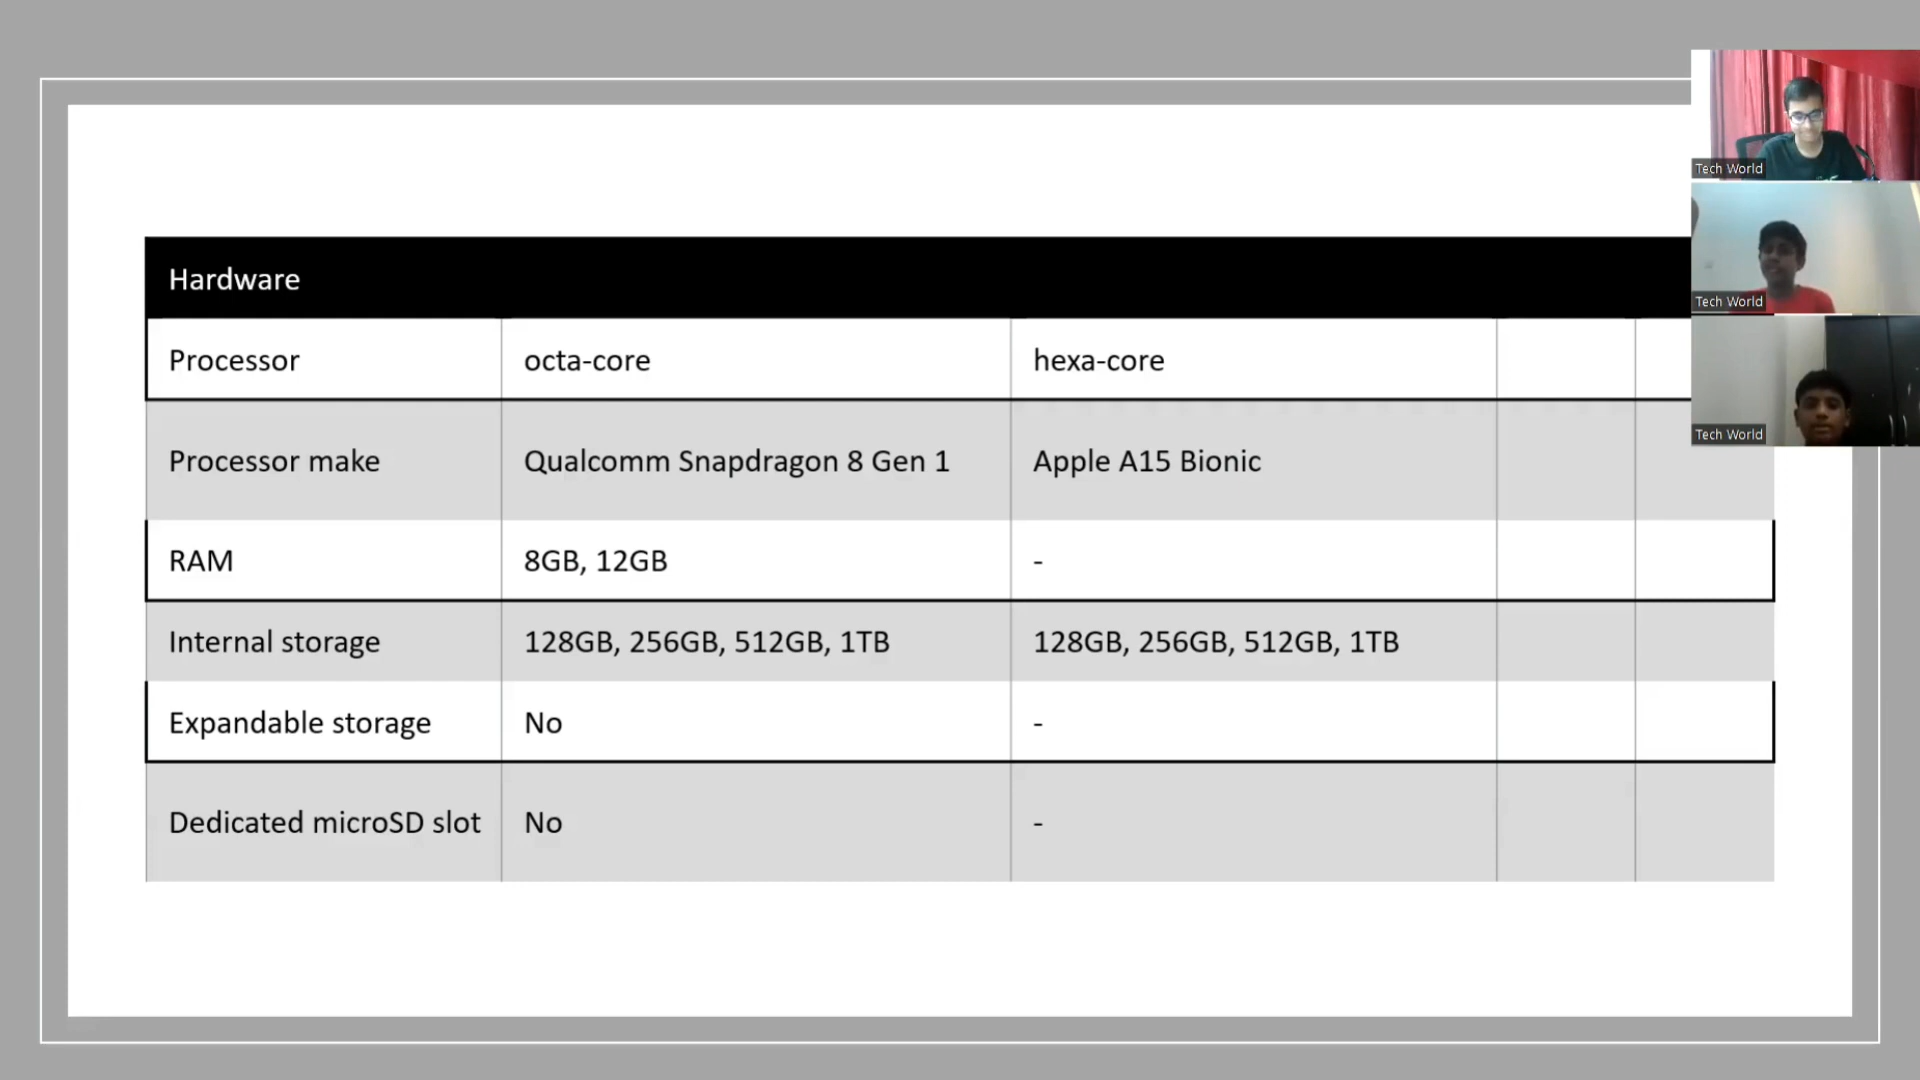 Hardware
Processor octa-core hexa-core
Processor make Qualcomm Snapdragon 8 Gen 1 Apple A15 Bionic
RAM 8GB, 12GB -
Internal storage 128GB, 256GB, 512GB, 1TB 128GB, 256GB, 512GB, 1TB
Expandable storage No -
Dedicated microSD slot No -
Tech World
Tech World
Tech World